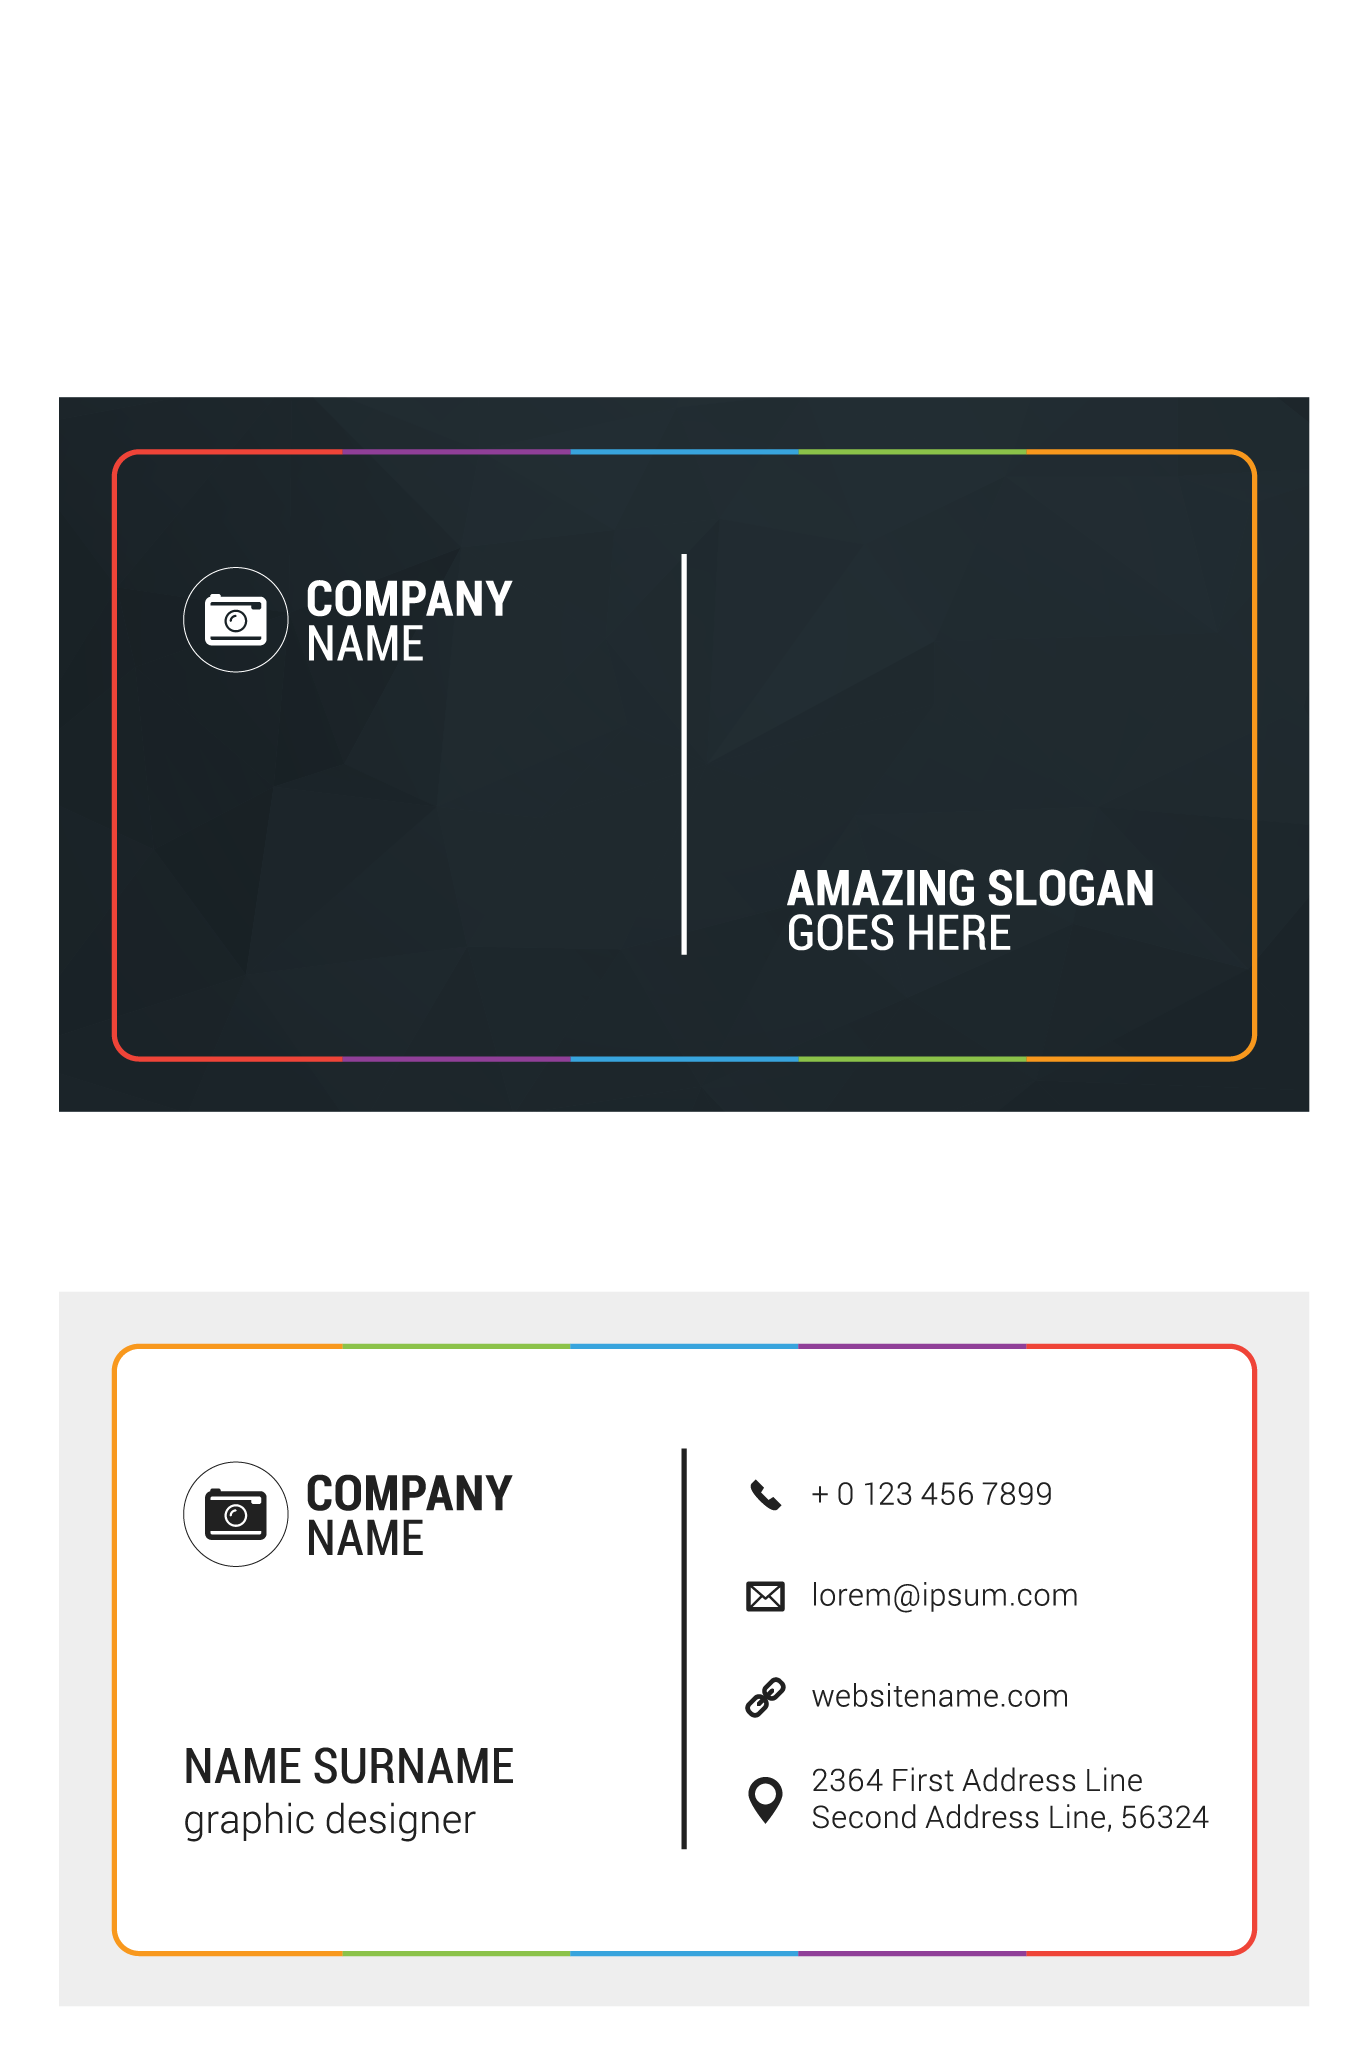 COMPANY
NAME
AMAZING SLOGAN
GOES HERE
COMPANY
NAME
NAME SURNAME
graphic designer
+ 0 123 456 7899
lorem@ipsum.com
websitename.com
2364 First Address Line
Second Address Line, 56324